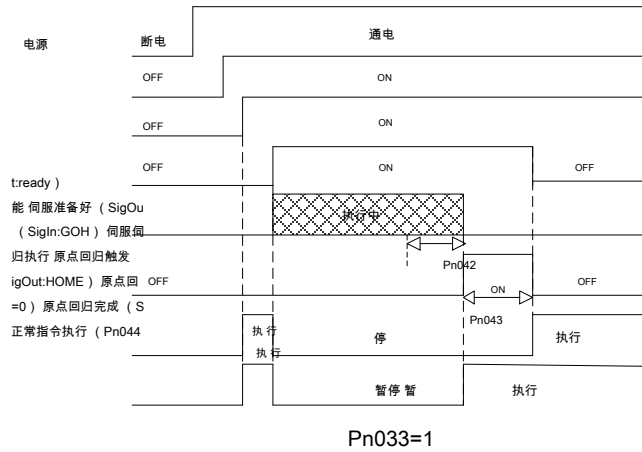 电源 断电 通电
OFF ON
OFF ON
OFF ON OFF
t:ready）
能 伺服准备好 （SigOu
执行中
（SigIn:GOH） 伺服伺
归执行 原点回归触发
Pn042
igOut:HOME） 原点回
OFF ON OFF
=0） 原点回归完成 （S
Pn043
正常指令执行 （Pn044
执 行 停 执行
执 行
暂停 暂 执行
Pn033=1